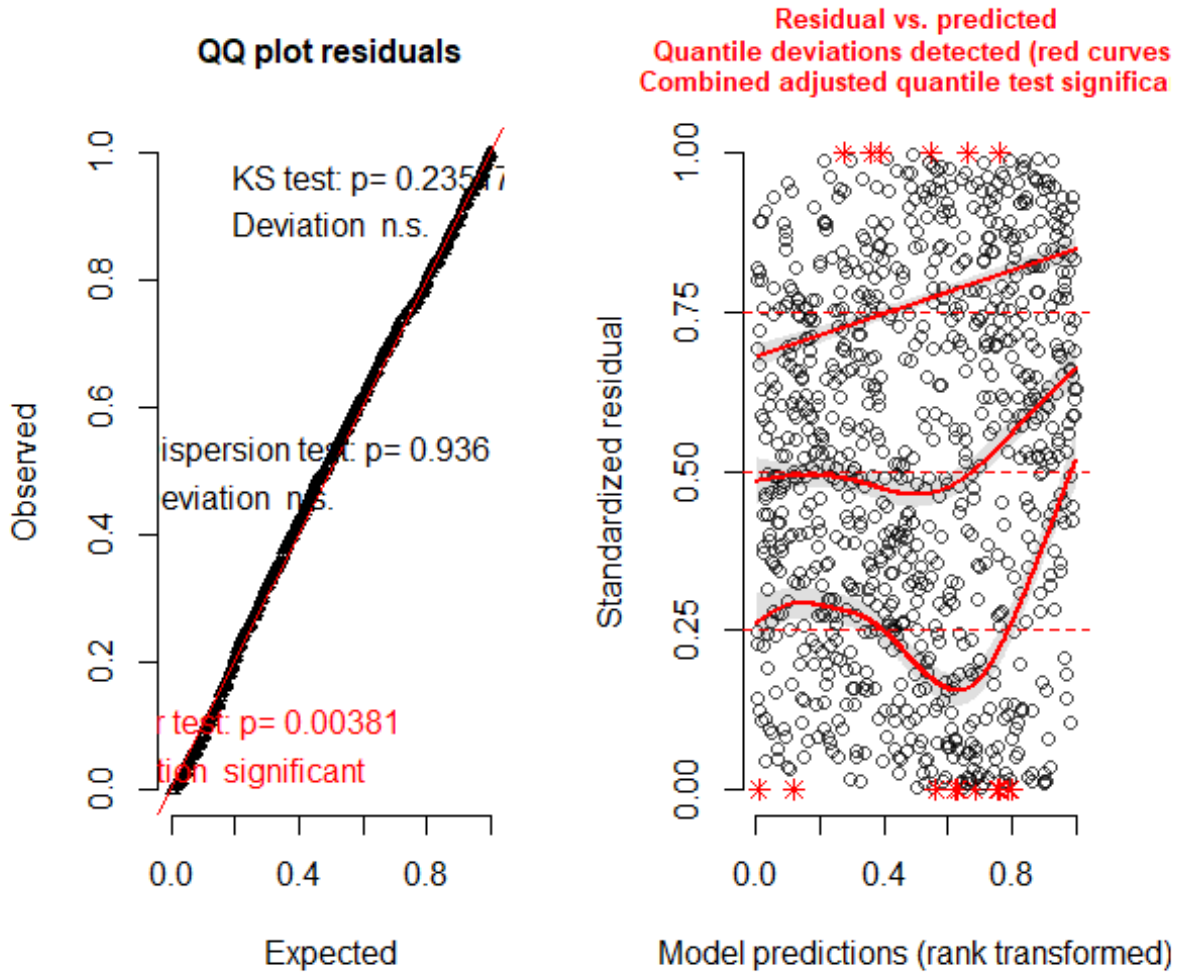 QQ plot residuals
KS test: p= 0.23517
Deviation n.s.
ispersion test: p= 0.936
eviation n.s.
r test: p= 0.00381
tion significant
Observed
0.0 0.2 0.4 0.6 0.8 1.0
0.0 0.4 0.8
Expected
Residual vs. predicted
Quantile deviations detected (red curves
Combined adjusted quantile test significa
Standardized residual
0.00 0.25 0.50 0.75 1.00
0.0 0.4 0.8
Model predictions (rank transformed)